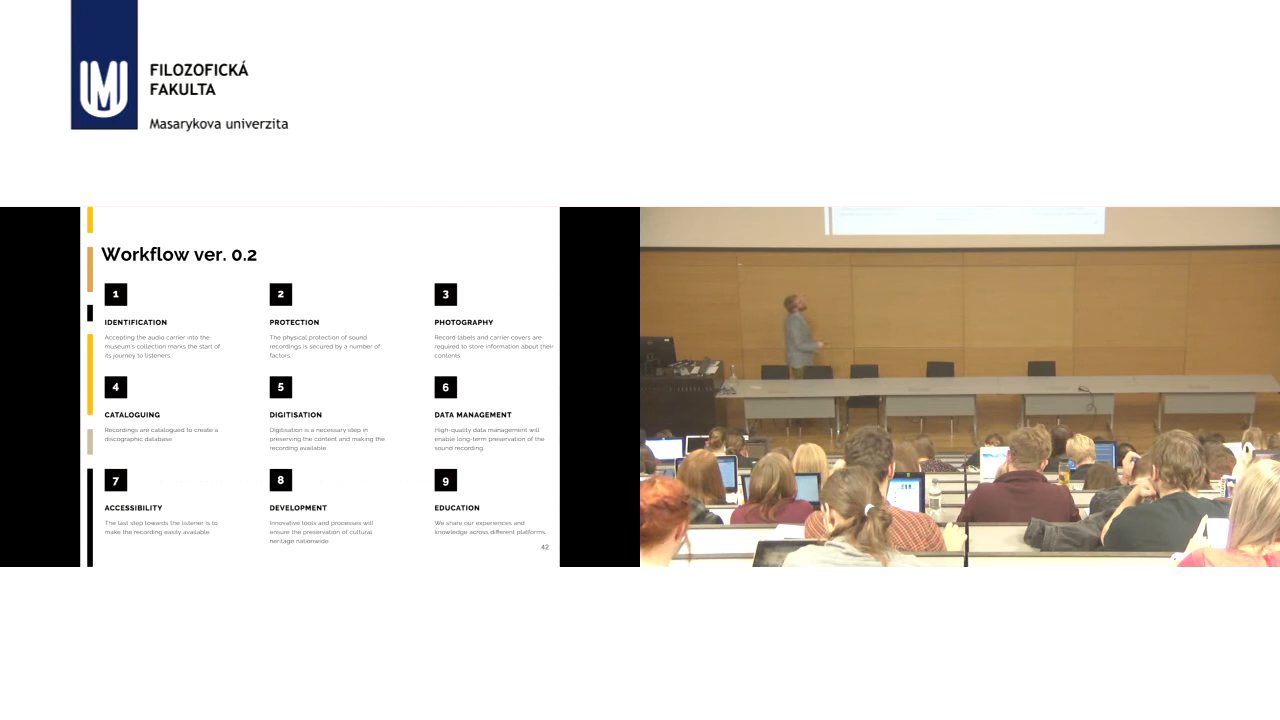 FILOZOFICKÁ
FAKULTA
Masarykova univerzita
Workflow ver. 0.2
1
IDENTIFICATION
Accepting the audio carrier into the
museum's collection marks the start of
its journey to listeners.
2
PROTECTION
The physical protection of sound
recordings is secured by a number of
factors.
3
PHOTOGRAPHY
Record labels and carrier covers are
required to store information about their
contents.
4
CATALOGUING
Recordings are catalogued to create a
discographic database.
5
DIGITISATION
Digitisation is a necessary step in
preserving the content and making the
recording available.
6
DATA MANAGEMENT
High-quality data management will
enable long-term preservation of the
sound recording.
7
ACCESSIBILITY
The last step towards the listener is to
make the recording easily available.
8
DEVELOPMENT
Innovative tools and processes will
ensure the preservation of cultural
heritage nationwide.
9
EDUCATION
We share our experiences and
knowledge across different platforms.
42